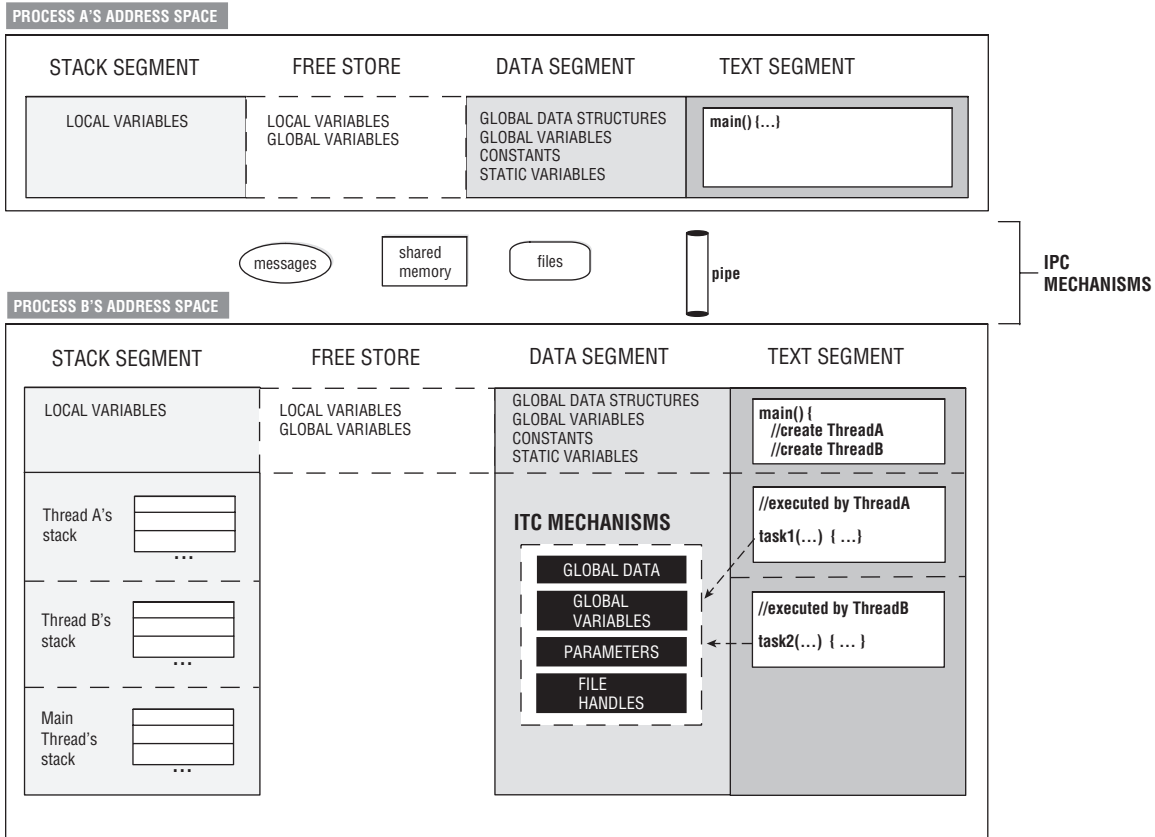 PROCESS A'S ADDRESS SPACE
STACK SEGMENT
FREE STORE
DATA SEGMENT
TEXT SEGMENT
LOCAL VARIABLES
LOCAL VARIABLES
GLOBAL VARIABLES
GLOBAL DATA STRUCTURES
GLOBAL VARIABLES
CONSTANTS
STATIC VARIABLES
main() {...}
messages
shared
memory
files
pipe
IPC
MECHANISMS
PROCESS B'S ADDRESS SPACE
STACK SEGMENT
FREE STORE
DATA SEGMENT
TEXT SEGMENT
LOCAL VARIABLES
LOCAL VARIABLES
GLOBAL VARIABLES
GLOBAL DATA STRUCTURES
GLOBAL VARIABLES
CONSTANTS
STATIC VARIABLES
main() {
//create ThreadA
//create ThreadB
Thread A's
stack
...
ITC MECHANISMS
GLOBAL DATA
GLOBAL
VARIABLES
PARAMETERS
FILE
HANDLES
//executed by ThreadA
task1(...) { ...}
Thread B's
stack
...
//executed by ThreadB
task2(...) { ... }
Main
Thread's
stack
...